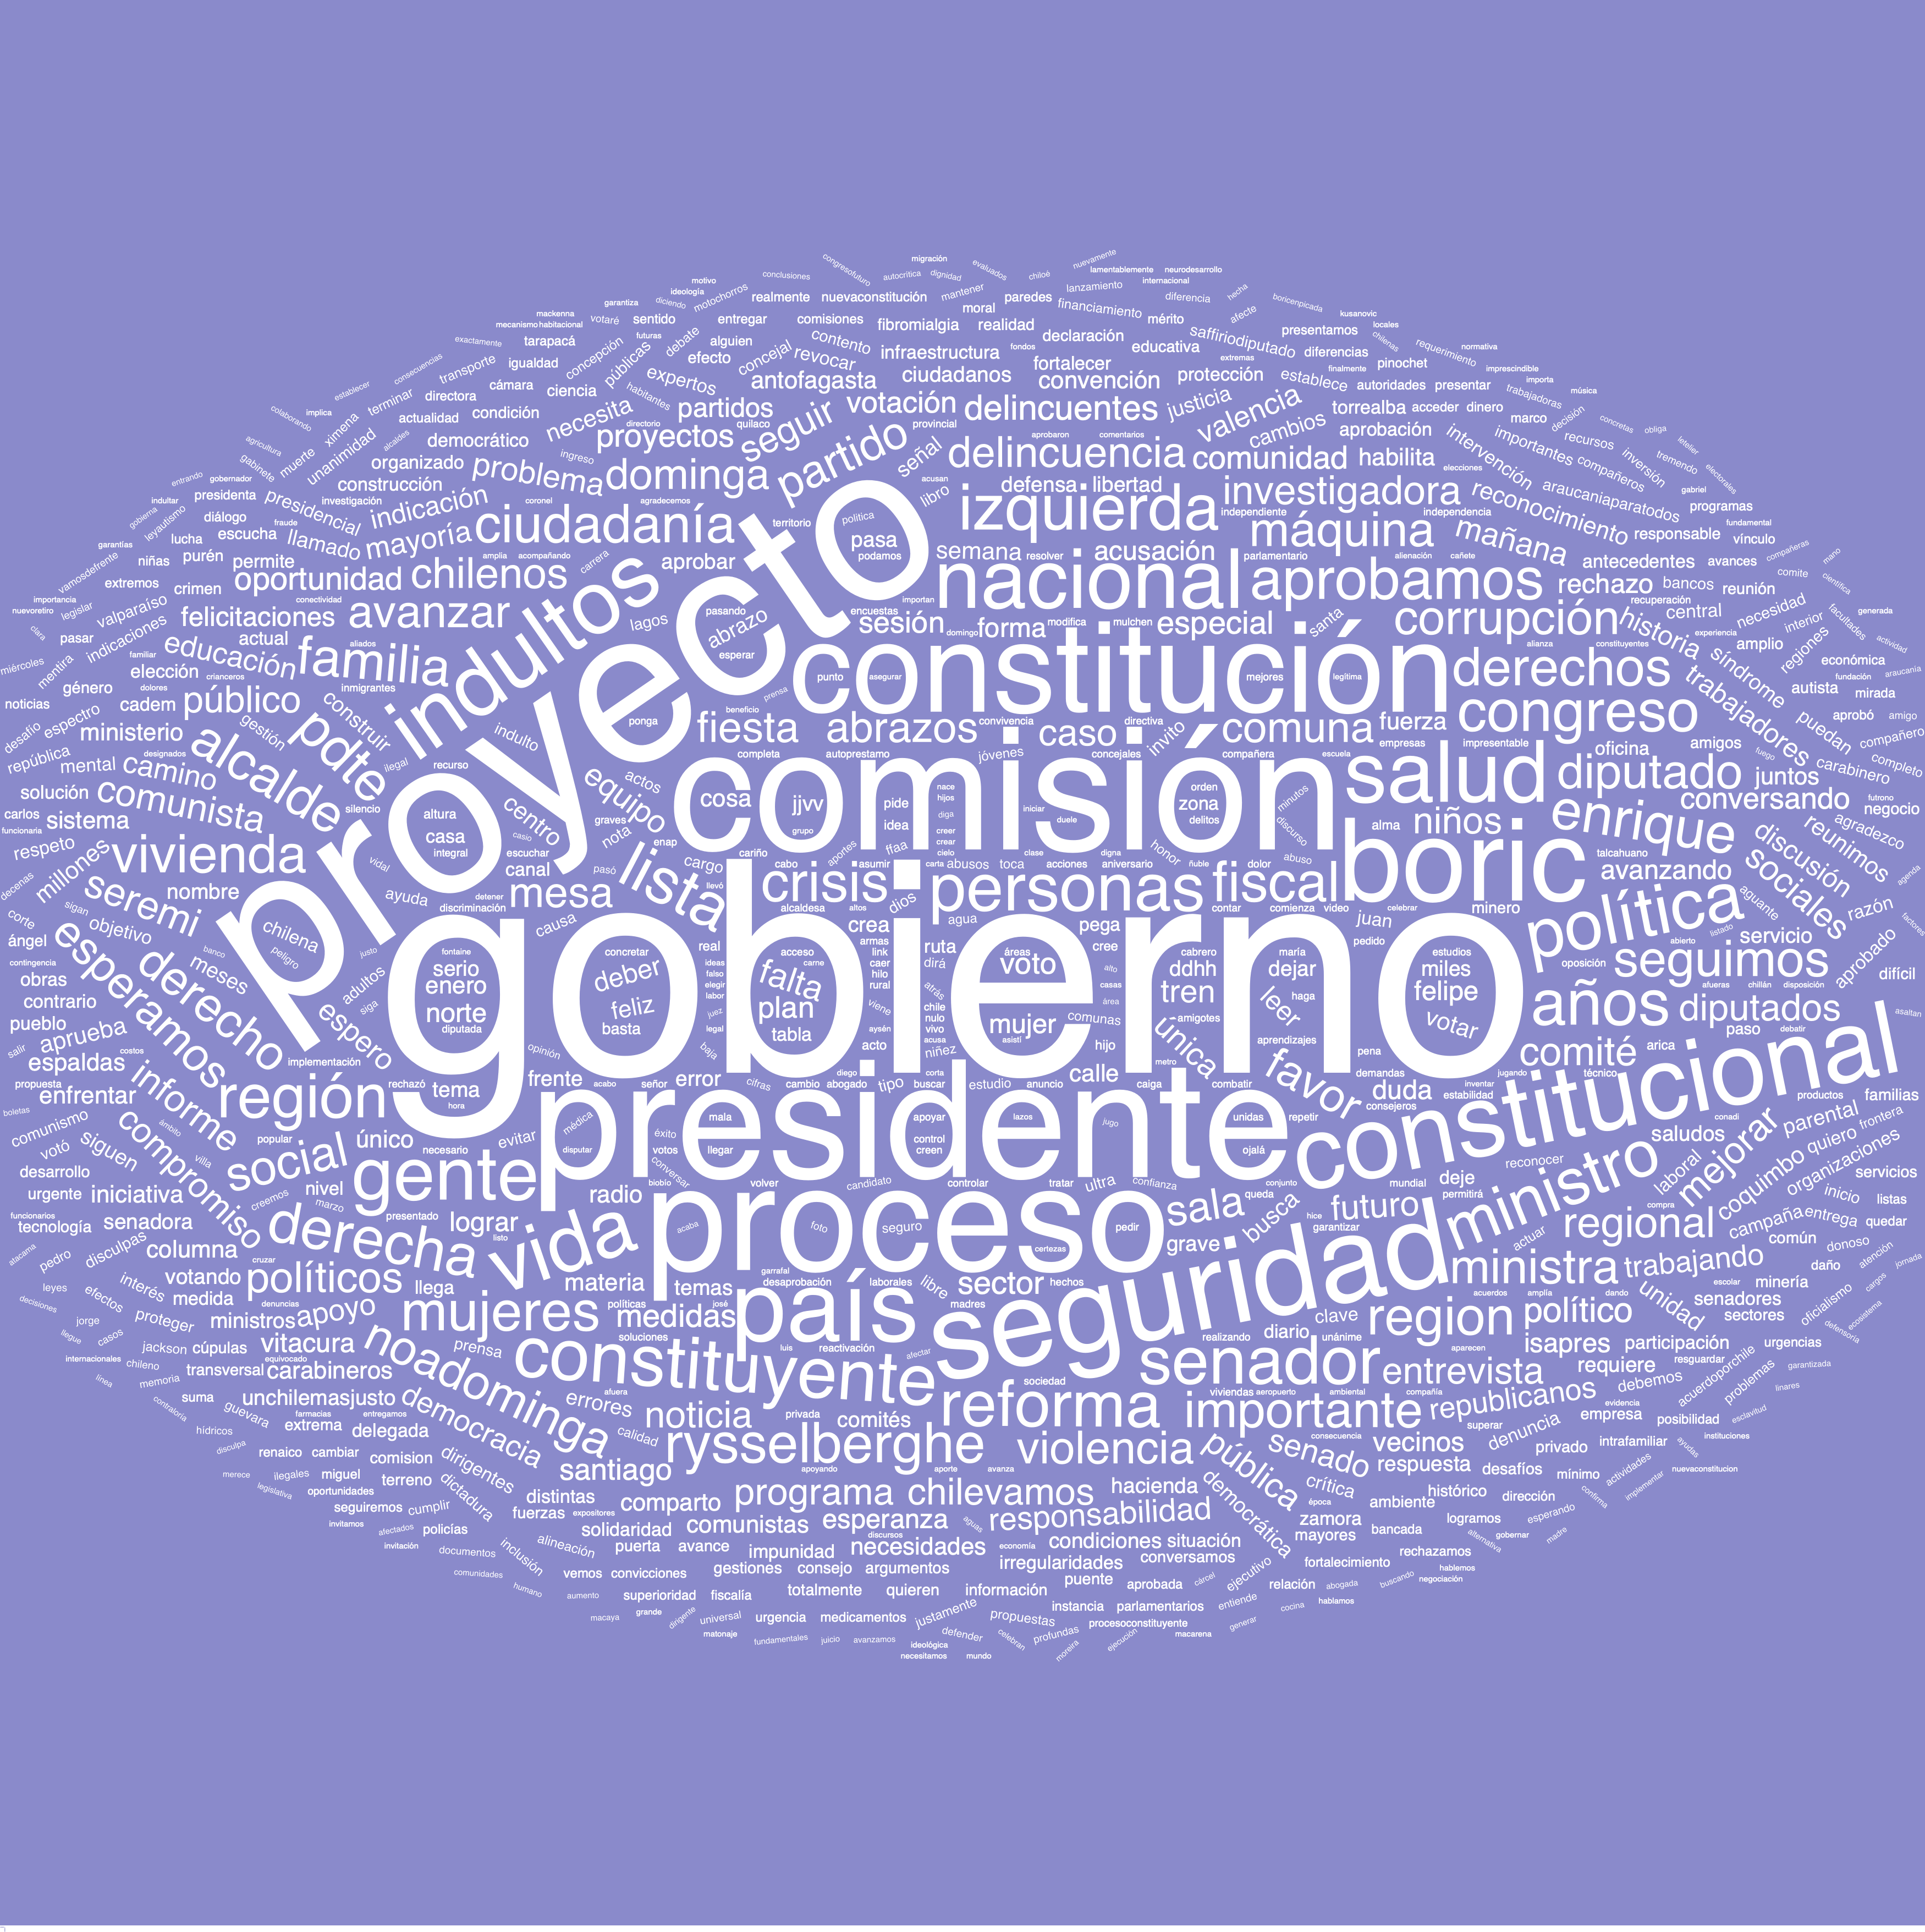 migración
congresofuturo
autocritica
dignidad
evaluados
chiloé
nuevamente
lamentablemente
neurodesarrollo
internacional
conclusiones
motivo
ideología
diciendo
motochorros
realmente
nuevaconstitución
mantener
moral
paredes
lanzamiento
financiamiento
diferencia
hecha
boricenpicada
kusanovic
locales
garantiza
mackenna
mecanismo
habitacional
votaré
sentido
entregar
comisiones
fibromialgia
realidad
declaración
mérito
afecte
saffiriodiputado
presentamos
chilenas
requerimiento
normativa
exactamente
tarapacá
futuras
debate
alguien
contento
infraestructura
fondos
educativa
extremas
diferencias
pinochet
imprescindible
igualdad
concepción
públicas
efecto
concejal
revocar
ciudadanos
fortalecer
protección
finalmente
establece
autoridades
presentar
importa
trabajadoras
música
consecuencias
transporte
cámara
ciencia
habitantes
expertos
antofagasta
convención
justicia
valencia
torrealba
acceder
dinero
marco
decisión
concretas
obliga
letelier
establecer
terminar
directora
necesita
partidos
votación
delincuentes
cambios
aprobación
importantes
recursos
tremendo
electorales
colaborando
implica
ximena
actualidad
condición
directorio
quilaco
seguir
provincial
intervención
compañeros
inversión
agricultura
muerte
unanimidad
alcaldes
democrático
proyectos
partido
señal
aprobaron
comentarios
delincuencia
comunidad
habilita
elecciones
gabriel
gabinete
organizado
problema
ingreso
dominga
acusan
libro
defensa
libertad
investigadora
reconocimiento
araucaniaparatodos
programas
entrando
gobernador
construcción
indultar
presidenta
presidencial
investigación
indicación
coronel
agradecemos
izquierda
independiente
independencia
fundamental
gobierna
leyautismo
diálogo
fraude
ciudadanía
territorio
política
máquina
mañana
responsable
vínculo
garantías
lucha
escucha
llamado
mayoría
amplia
acompañando
carrera
aprobar
pasa
podamos
semana
resolver
acusación
parlamentario
alienación
cañete
antecedentes
avances
compañeras
mano
vamosdefrente
niñas
purén
permite
oportunidad
chilenos
indultos
proyecto
nacional
aprobamos
rechazo
bancos
reunión
comite
científica
importancia
extremos
crimen
conectividad
importan
recuperación
nuevoretiro
legislar
valparaíso
felicitaciones
avanzar
lagos
pasando
abrazo
encuestas
sesión
forma
modifica
mulchen
especial
santa
corrupción
historia
central
necesidad
generada
clara
pasar
indicaciones
actual
aliados
domingo
experiencia
amplio
interior
facultades
actividad
miércoles
mentira
familiar
educación
familia
esperar
constitución
alianza
constituyentes
derechos
síndrome
regiones
económica
elección
crianceros
punto
asegurar
mejores
legítima
trabajadores
fundación
araucanía
noticias
género
dolores
inmigrantes
público
cadem
prensa
autista
mirada
desafío
espectro
gestión
construir
beneficio
ponga
fiesta
abrazos
convivencia
caso
directiva
invito
comuna
fuerza
congreso
puedan
aprobó
amigo
república
ministerio
designados
alcalde
pdte
indulto
completa
autoprestamo
jóvenes
concejales
compañera
escuela
empresas
impresentable
oficina
amigos
fuego
compañero
mental
camino
ilegal
recurso
equipo
actos
comisión
salud
diputado
juntos
carabinero
completo
solución
comunista
silencio
altura
centro
cosa
jjvv
pide
nace
hijos
orden
zona
delitos
minutos
niños
enrique
conversando
futrono
negocio
carlos
sistema
casa
casio
graves
nota
grupo
idea
diga
creer
iniciar
duele
discurso
alma
discusión
reunimos
agradezco
funcionaria
respeto
vivienda
vidal
integral
escuchar
enap
cariño
cabo
aportes
ffaa
crear
cielo
clase
digna
honor
ñuble
abuso
boric
talcahuano
sociales
decenas
millones
seremi
nombre
canal
pasó
lista
cargo
crisis
asumir
carta
abusos
toca
acciones
aniversario
dolor
avanzando
agenda
ayuda
detener
discriminación
mesa
llevó
alcaldesa
altos
dios
personas
fiscal
contar
comienza
video
celebrar
minero
política
aguante
razón
factores
corte
sigan
chilena
causa
crea
agua
pega
juan
listado
servicio
ángel
objetivo
peligro
justo
gobierno
fontaine
concretar
real
acceso
armas
ruta
áreas
cree
cabrero
maría
pedido
estudios
oposición
abierto
seguimos
aprobado
contingencia
banco
esperamos
derecho
meses
adultos
serio
deber
ideas
falso
falta
carne
link
caer
dirá
voto
alto
ddhh
dejar
miles
afueras
chillán
disposición
difícil
obras
siga
enero
feliz
elegir
plan
hilo
rural
atrás
casas
tren
leer
haga
felipe
años
diputados
contrario
espero
norte
labor
viene
chile
nulo
área
amigotes
votar
asaltan
pueblo
aprueba
diputada
basta
juez
legal
tabla
aysén
vivo
mujer
comunas
única
aprendizajes
paso
debatir
salir
costos
espaldas
implementación
opinión
baja
acto
acusa
niñez
asistí
hijo
pena
comité
arica
propuesta
enfrentar
informe
región
rechazó
tema
hora
frente
acabo
señor
error
cifras
diego
cambio
abogado
tipo
corta
buscar
estudio
anuncio
calle
caiga
combatir
favor
demandas
duda
consejeros
inventar
estabilidad
jugando
técnico
constitucional
productos
familias
boletas
comunismo
ámbito
popular
único
evitar
médica
mala
apoyar
lazos
jugo
unidas
repetir
conadi
parental
frontera
votó
siguen
compromiso
villa
social
necesario
presidente
disputar
éxito
votos
llegar
control
creen
ojalá
saludos
quiero
desarrollo
creemos
nivel
gente
conversar
biobío
volver
candidato
controlar
tratar
ultra
confianza
conjunto
mundial
deje
reconocer
mejorar
coquimbo
organizaciones
servicios
urgente
iniciativa
marzo
radio
sala
queda
permitirá
laboral
inicio
listas
funcionarios
tecnología
senadora
presentado
lograr
listo
acaba
proceso
foto
seguro
pedir
busca
hice
futuro
garantizar
ministro
compra
regional
campaña
entrega
quedar
atacama
pedro
disculpas
columna
cruzar
derecha
vida
certezas
grave
actuar
común
donoso
leyes
interés
votando
políticos
llega
materia
temas
garrafal
desaprobación
laborales
libre
sector
hechos
seguridad
ministra
trabajando
daño
atención
jornada
decisiones
efectos
medida
denuncias
mujeres
políticas
medidas
josé
país
madres
acuerdos
amplía
dando
escolar
minería
cargos
jorge
proteger
ministros
apoyo
soluciones
clave
region
político
unidad
senadores
sectores
oficialismo
ecosistema
llegue
casos
jackson
cúpulas
vitacura
prensa
luis
reactivación
realizando
diario
unánime
isapres
participación
urgencias
defensoría
internacionales
chileno
equivocado
transversal
carabineros
noadominga
constituyente
afectar
senador
entrevista
aparecen
requiere
resguardar
acuerdoporchile
garantizada
línea
memoria
suma
unchilemasjusto
afuera
sociedad
viviendas
aeropuerto
ambiental
compañía
debemos
problemas
linares
contraloría
guevara
farmacias
entregamos
democracia
errores
noticia
privada
comités
reforma
importante
republicanos
evidencia
empresa
posibilidad
esclavitud
hídricos
extrema
delegada
calidad
rysselberghe
violencia
pública
consecuencia
superar
denuncia
instituciones
disculpa
renaico
cambiar
comision
dirigentes
santiago
apoyando
aporte
avanza
senado
vecinos
privado
intrafamiliar
ayudas
merece
ilegales
miguel
terreno
respuesta
desafíos
mínimo
actividades
nuevaconstitucion
legislativa
oportunidades
dictadura
distintas
comparto
programa
chilevamos
hacienda
crítica
histórico
dirección
confirma
implementar
seguiremos
cumplir
fuerzas
expositores
solidaridad
comunistas
esperanza
responsabilidad
democrática
época
ambiente
zamora
logramos
esperando
invitamos
afectados
policías
alineación
discursos
aguas
mayores
bancada
alternativa
gobernar
madre
invitación
documentos
inclusión
puerta
avance
impunidad
necesidades
economía
condiciones
situación
rechazamos
comunidades
vemos
convicciones
gestiones
consejo
argumentos
irregularidades
conversamos
ejecutivo
fortalecimiento
hablemos
humano
aumento
superioridad
fiscalía
totalmente
quieren
información
puente
aprobada
cárcel
relación
abogada
buscando
negociación
macaya
grande
dirigente
universal
urgencia
medicamentos
justamente
propuestas
instancia
parlamentarios
entiende
cocina
hablamos
matonaje
fundamentales
juicio
avanzamos
defender
ideológica
celebran
profundas
procesoconstituyente
macarena
generar
necesitamos
mundo
moreira
ejecución